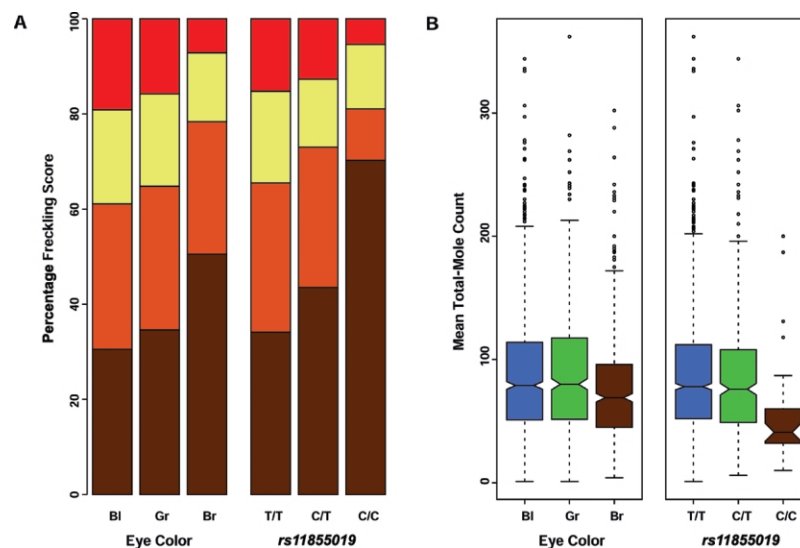 A
Percentage Freckling Score
100
80
60
40
20
0
Bl Gr Br
Eye Color
T/T C/T C/C
rs11855019
B
Mean Total-Mole Count
300
200
100
0
Bl Gr Br
Eye Color
T/T C/T C/C
rs11855019